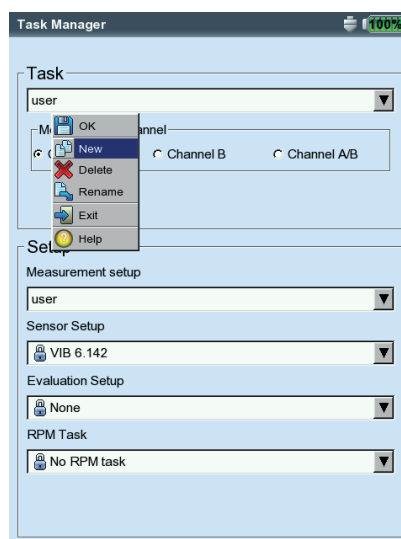 Task Manager 100%
Task
user
OK
New
Delete
Rename
Exit
Help
annel
Channel B
Channel A/B
Measurement setup
user
Sensor Setup
VIB 6.142
Evaluation Setup
None
RPM Task
No RPM task